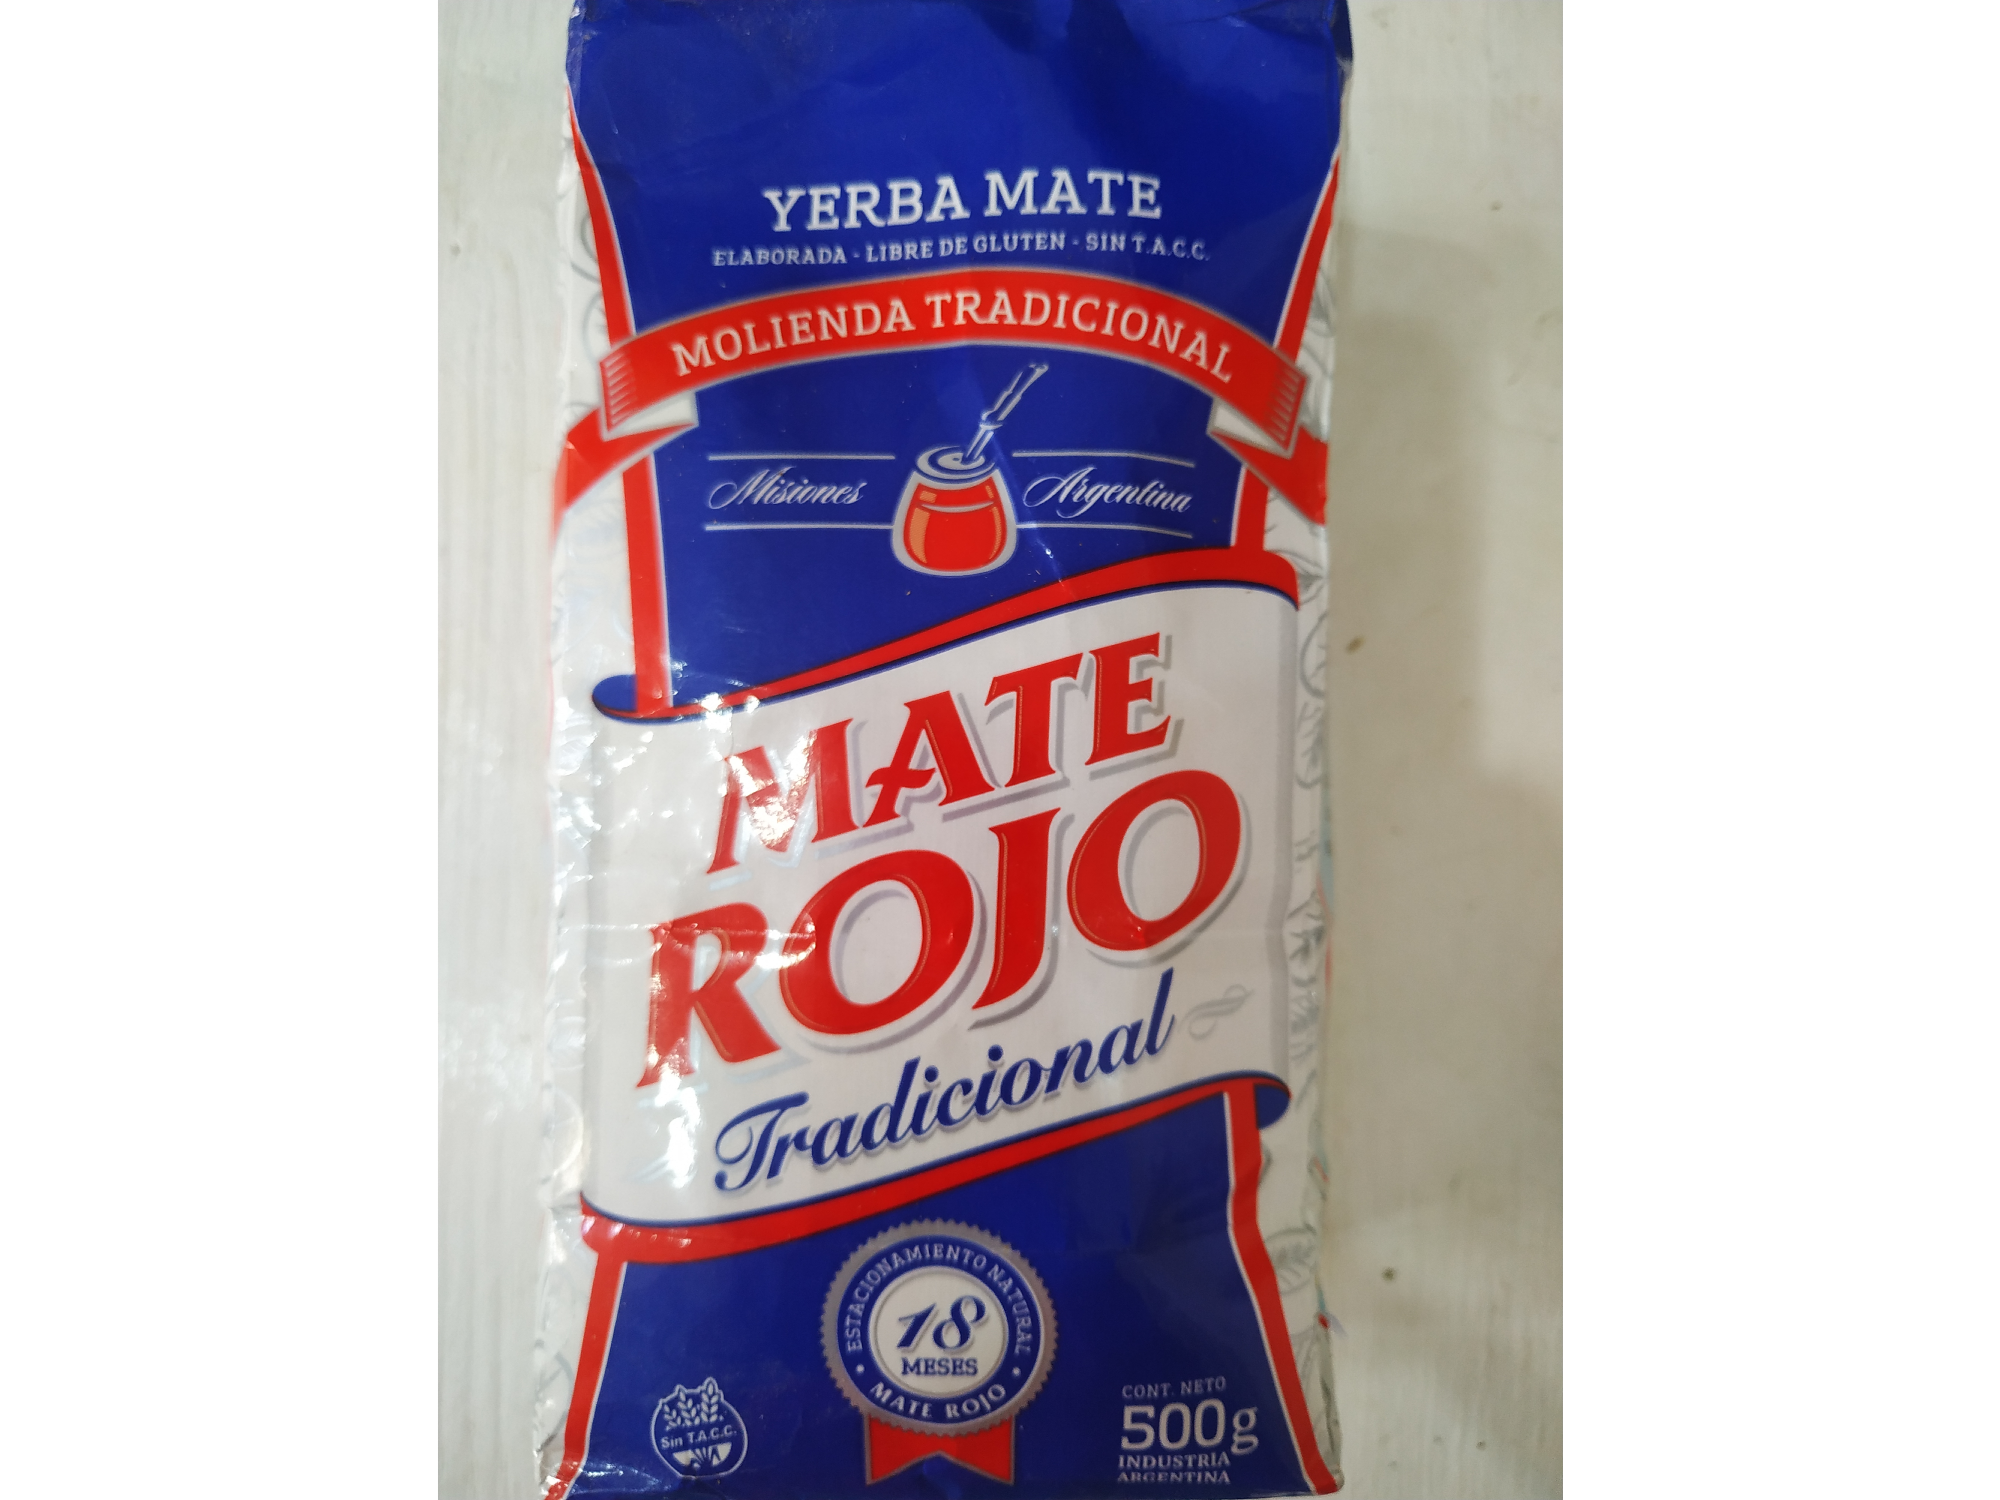 YERBA MATE
ELABORADA - LIBRE DE GLUTEN - SIN T.A.C.C.
MOLIENDA TRADICIONAL
Misiones Argentina
MATE
ROJO
Tradicional
ESTACIONAMIENTO NATURAL
18
MESES
• MATE ROJO •
Sin T.A.C.C.
CONT. NETO
500g
INDUSTRIA
ARGENTINA